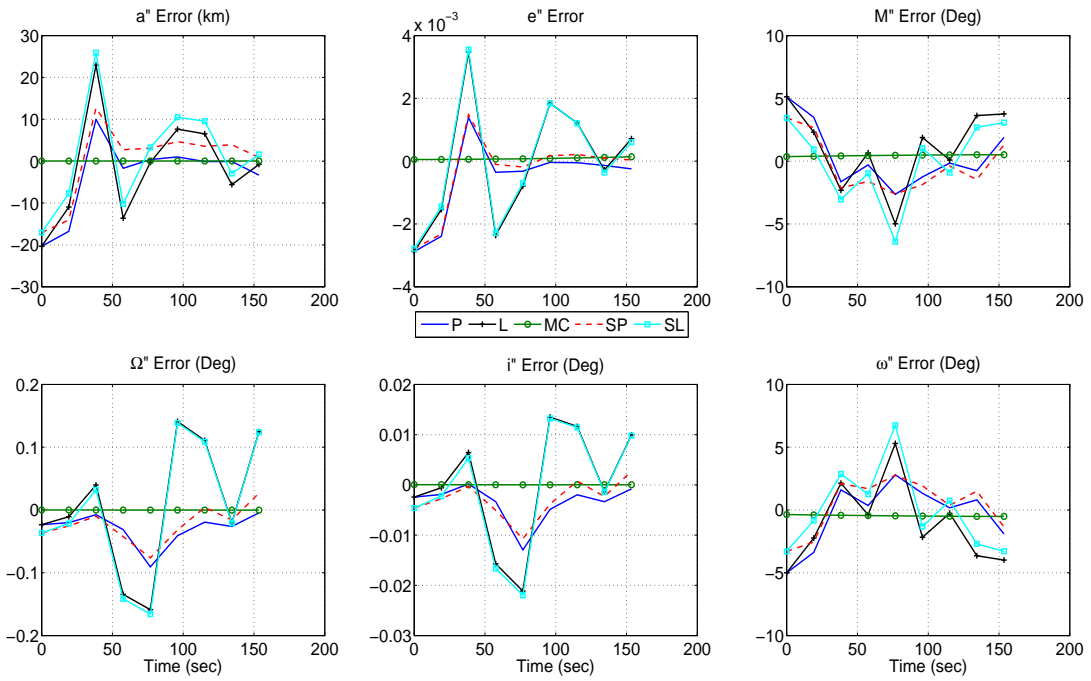 a" Error (km)
30
20
10
0
−10
−20
−30
0 50 100 150 200
e" Error
4 x 10−3
2
0
−2
−4
0 50 100 150 200
M" Error (Deg)
10
5
0
−5
−10
0 50 100 150 200
P L MC SP SL
Ω" Error (Deg)
0.2
0.1
0
−0.1
−0.2
0 50 100 150 200
Time (sec)
i" Error (Deg)
0.02
0.01
0
−0.01
−0.02
−0.03
0 50 100 150 200
Time (sec)
ω" Error (Deg)
10
5
0
−5
−10
0 50 100 150 200
Time (sec)